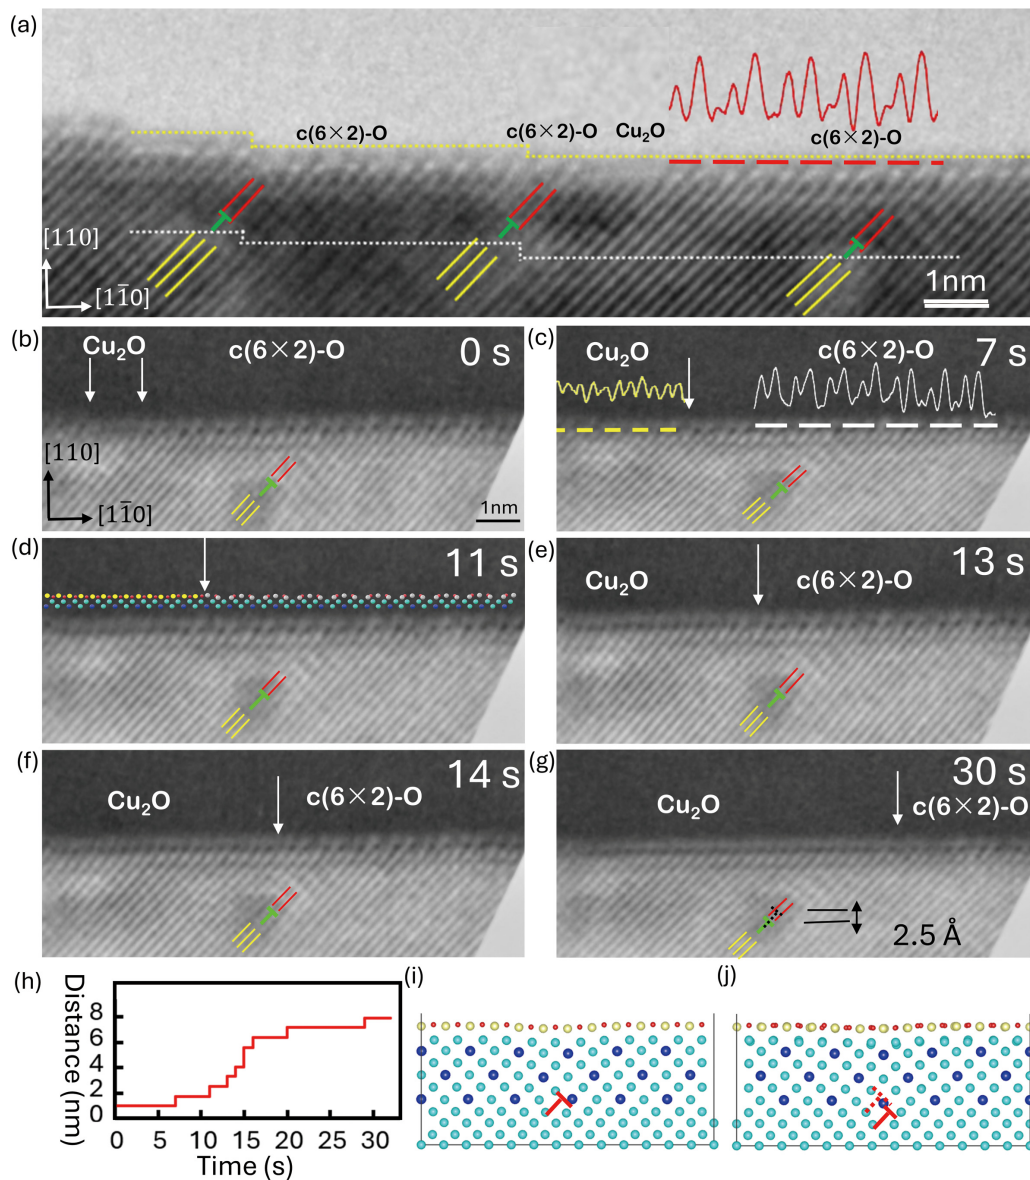 (a)
c(6×2)-O
c(6×2)-O
Cu₂O
c(6×2)-O
[110]
[11̅0]
1nm
(b)
Cu₂O
c(6×2)-O
0 s
[110]
[11̅0]
1nm
(c)
Cu₂O
c(6×2)-O
7 s
(d)
11 s
(e)
Cu₂O
c(6×2)-O
13 s
(f)
14 s
Cu₂O
c(6×2)-O
(g)
30 s
Cu₂O
c(6×2)-O
2.5 Å
(h)
Distance (nm)
8
6
4
2
0
0 5 10 15 20 25 30
Time (s)
(i)
(j)